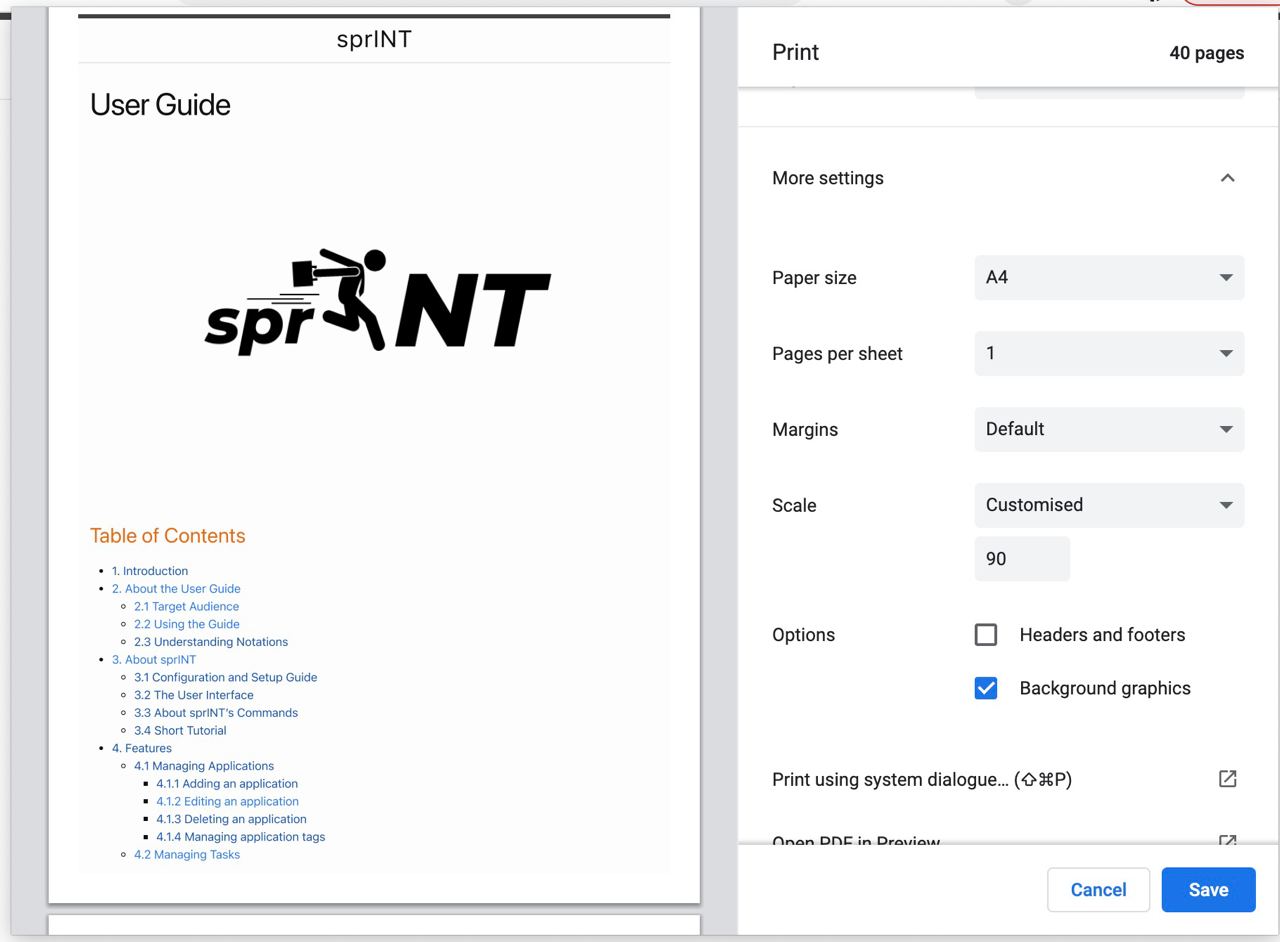 sprINT
User Guide
spr NT
Table of Contents
1. Introduction
2. About the User Guide
2.1 Target Audience
2.2 Using the Guide
2.3 Understanding Notations
3. About sprINT
3.1 Configuration and Setup Guide
3.2 The User Interface
3.3 About sprINT's Commands
3.4 Short Tutorial
4. Features
4.1 Managing Applications
4.1.1 Adding an application
4.1.2 Editing an application
4.1.3 Deleting an application
4.1.4 Managing application tags
4.2 Managing Tasks
Print 40 pages
More settings
Paper size A4
Pages per sheet 1
Margins Default
Scale Customised
90
Options Headers and footers
Background graphics
Print using system dialogue... (⇧⌘P)
Open PDF in Preview
Cancel Save